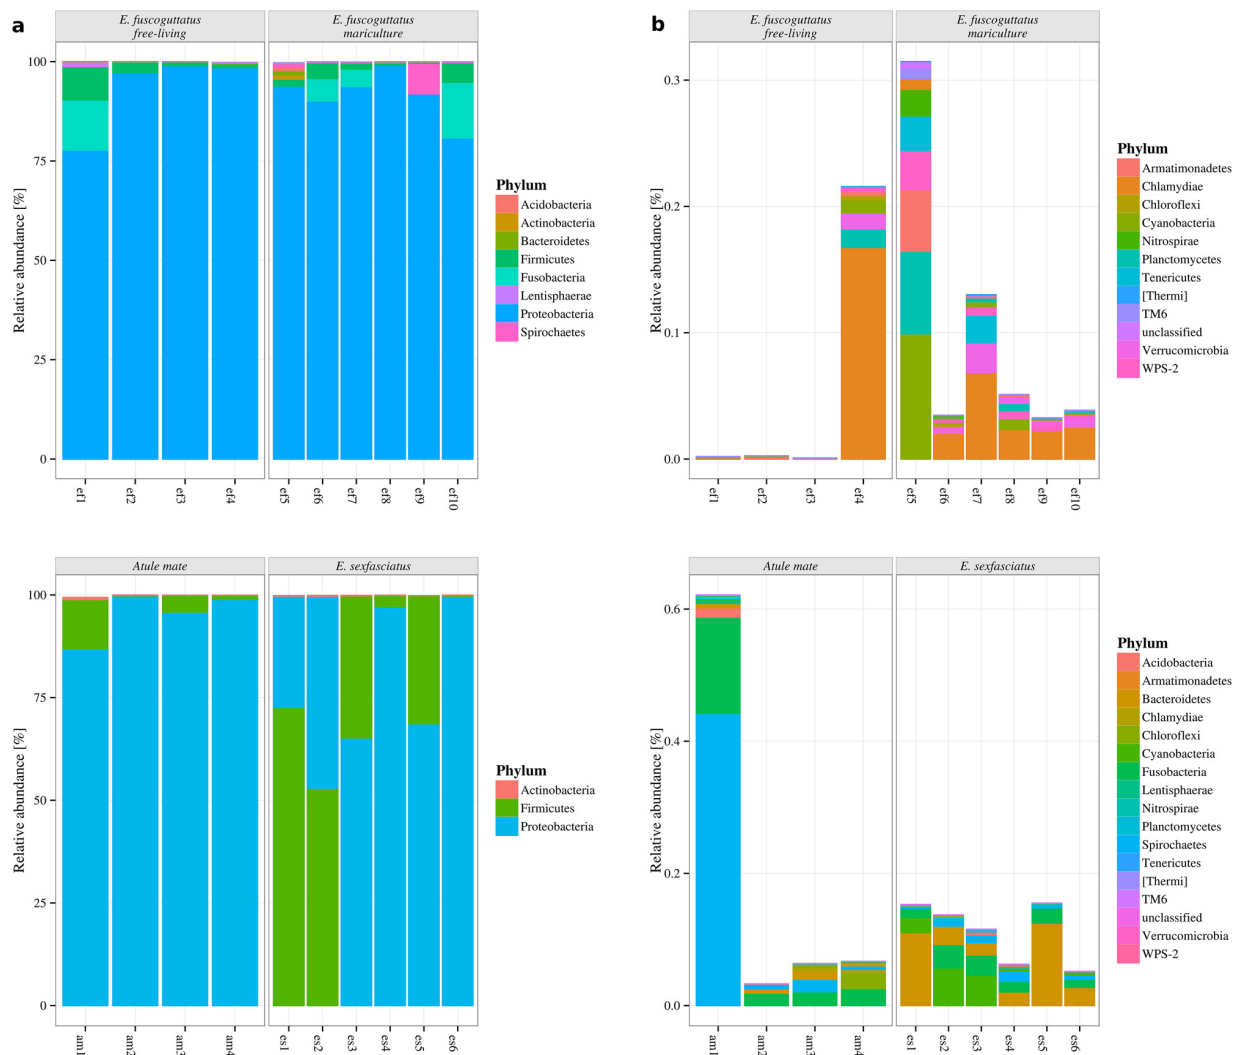 a
E. fuscoguttatus
free-living
E. fuscoguttatus
mariculture
Relative abundance [%]
100
75
50
25
0
ef1
ef2
ef3
ef4
ef5
ef6
ef7
ef8
ef9
ef10
Phylum
Acidobacteria
Actinobacteria
Bacteroidetes
Firmicutes
Fusobacteria
Lentisphaerae
Proteobacteria
Spirochaetes
b
E. fuscoguttatus
free-living
E. fuscoguttatus
mariculture
Relative abundance [%]
0.3
0.2
0.1
0.0
ef1
ef2
ef3
ef4
ef5
ef6
ef7
ef8
ef9
ef10
Phylum
Armatimonadetes
Chlamydiae
Chloroflexi
Cyanobacteria
Nitrospirae
Planctomycetes
Tenericutes
[Thermi]
TM6
unclassified
Verrucomicrobia
WPS-2
Atule mate
E. sexfasciatus
Relative abundance [%]
100
75
50
25
0
am1
am2
am3
am4
es1
es2
es3
es4
es5
es6
Phylum
Actinobacteria
Firmicutes
Proteobacteria
Atule mate
E. sexfasciatus
Relative abundance [%]
0.6
0.4
0.2
0.0
am1
am2
am3
am4
es1
es2
es3
es4
es5
es6
Phylum
Acidobacteria
Armatimonadetes
Bacteroidetes
Chlamydiae
Chloroflexi
Cyanobacteria
Fusobacteria
Lentisphaerae
Nitrospirae
Planctomycetes
Spirochaetes
Tenericutes
[Thermi]
TM6
unclassified
Verrucomicrobia
WPS-2